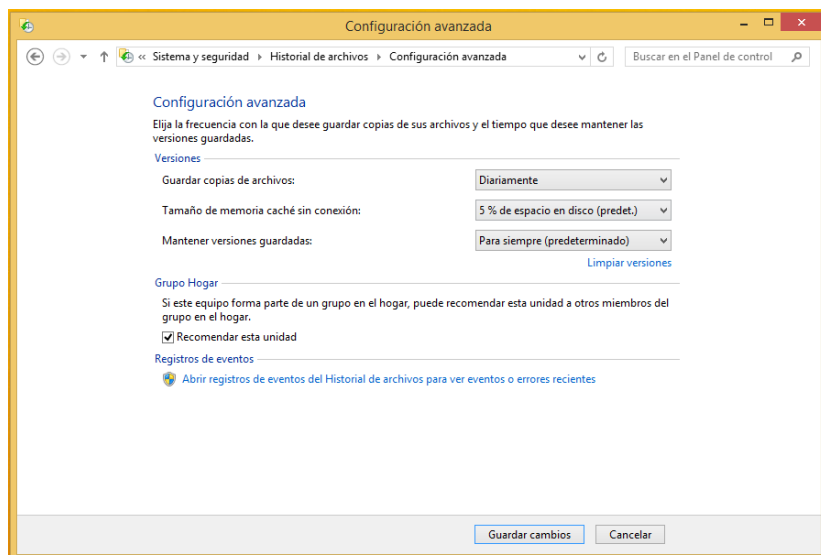 Configuración avanzada
« Sistema y seguridad ▸ Historial de archivos ▸ Configuración avanzada
Buscar en el Panel de control
Configuración avanzada
Elija la frecuencia con la que desee guardar copias de sus archivos y el tiempo que desee mantener las
versiones guardadas.
Versiones
Guardar copias de archivos: Diariamente
Tamaño de memoria caché sin conexión: 5 % de espacio en disco (predet.)
Mantener versiones guardadas: Para siempre (predeterminado)
Limpiar versiones
Grupo Hogar
Si este equipo forma parte de un grupo en el hogar, puede recomendar esta unidad a otros miembros del
grupo en el hogar.
Recomendar esta unidad
Registros de eventos
Abrir registros de eventos del Historial de archivos para ver eventos o errores recientes
Guardar cambios Cancelar